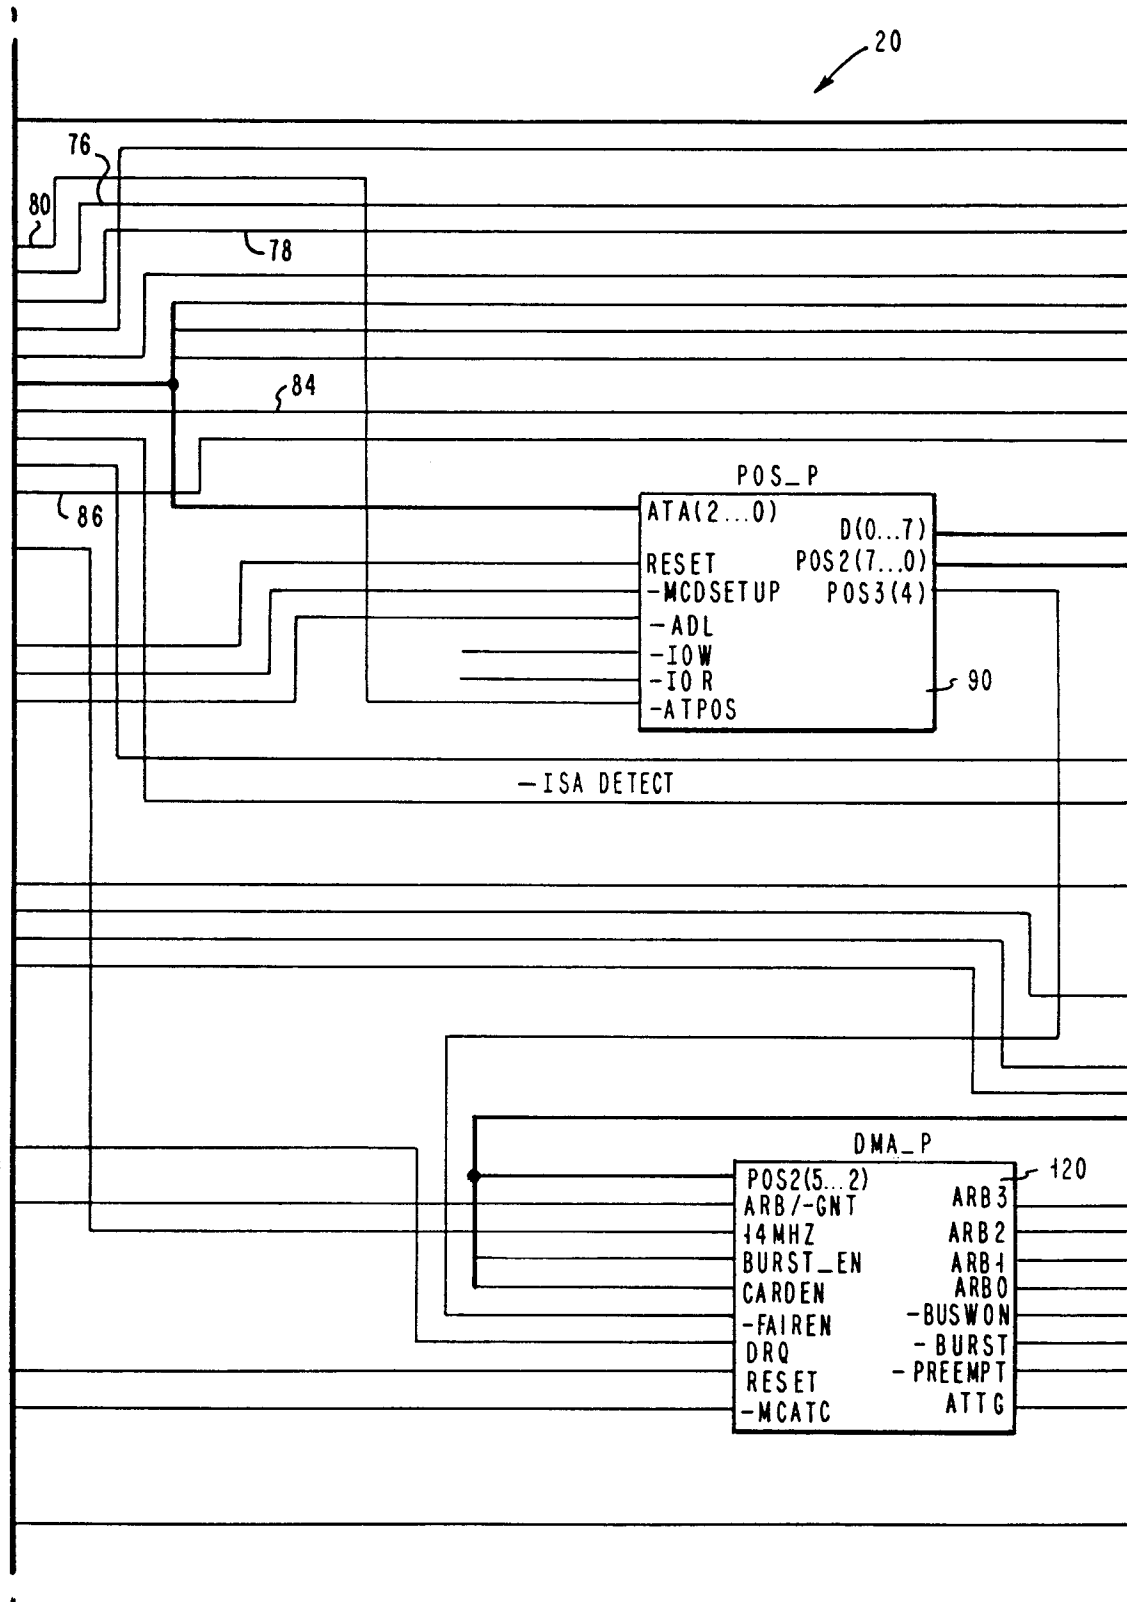 20
76
80
78
84
86
POS_P
ATA(2...0)
D(0...7)
RESET
POS2(7...0)
-MCDSETUP
POS3(4)
-ADL
-IOW
-IOR
90
-ATPOS
-ISA DETECT
DMA_P
120
POS2(5...2)
ARB3
ARB/-GNT
14MHZ
ARB2
BURST_EN
ARB1
CARDEN
ARB0
-FAIREN
-BUSWON
DRQ
-BURST
RESET
-PREEMPT
-MCATC
ATTG